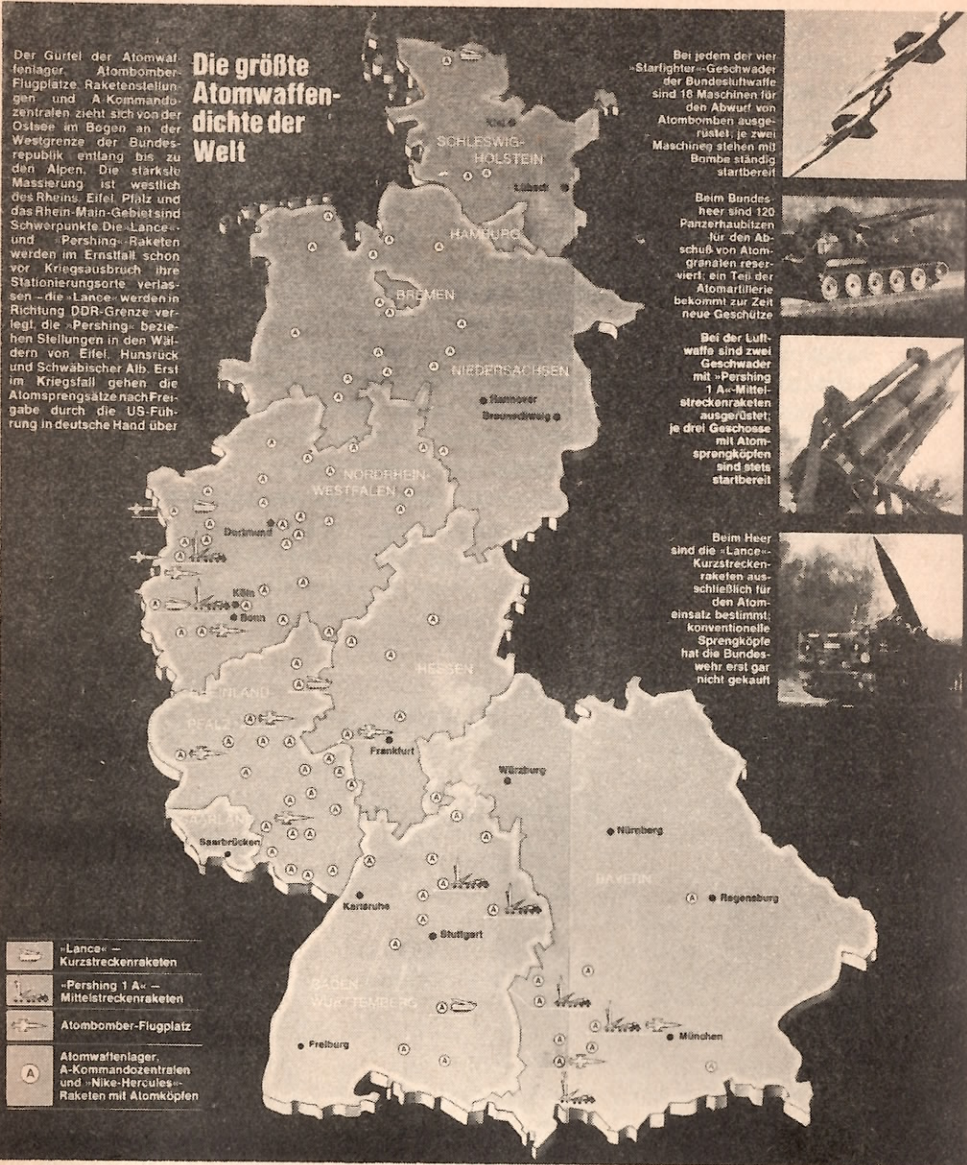 Die größte
Atomwaffen-
dichte der
Welt
Der Gürtel der Atomwaf-
fenlager, Atombomber-
Flugplätze, Raketenstellun-
gen und A-Kommando-
zentralen zieht sich von der
Ostsee im Bogen an der
Westgrenze der Bundes-
republik entlang bis zu
den Alpen. Die stärkste
Massierung ist westlich
des Rheins. Eifel, Pfalz und
das Rhein-Main-Gebiet sind
Schwerpunkte. Die »Lance«-
und »Pershing«-Raketen
werden im Ernstfall schon
vor Kriegsausbruch ihre
Stationierungsorte verlas-
sen – die »Lance« werden in
Richtung DDR-Grenze ver-
legt, die »Pershing« bezie-
hen Stellungen in den Wäl-
dern von Eifel, Hunsrück
und Schwäbischer Alb. Erst
im Kriegsfall gehen die
Atomsprengsätze nach Frei-
gabe durch die US-Füh-
rung in deutsche Hand über
Bei jedem der vier
»Starfighter«-Geschwader
der Bundesluftwaffe
sind 18 Maschinen für
den Abwurf von
Atombomben ausge-
rüstet; je zwei
Maschinen stehen mit
Bombe ständig
startbereit
Beim Bundes-
heer sind 120
Panzerhaubitzen
für den Ab-
schuß von Atom-
granaten reser-
viert; ein Teil der
Atomartillerie
bekommt zur Zeit
neue Geschütze
Bei der Luft-
waffe sind zwei
Geschwader
mit »Pershing
1 A«-Mittel-
streckenraketen
ausgerüstet;
je drei Geschosse
mit Atom-
sprengköpfen
sind stets
startbereit
Beim Heer
sind die »Lance«-
Kurzstrecken-
raketen aus-
schließlich für
den Atom-
einsatz bestimmt;
konventionelle
Sprengköpfe
hat die Bundes-
wehr erst gar
nicht gekauft
Kiel
SCHLESWIG-
HOLSTEIN
Lübeck
HAMBURG
BREMEN
NIEDERSACHSEN
Hannover
Braunschweig
NORDRHEIN-
WESTFALEN
Dortmund
Köln
Bonn
HESSEN
RHEINLAND
PFALZ
Frankfurt
Würzburg
SAARLAND
Saarbrücken
Nürnberg
BAYERN
Regensburg
Karlsruhe
Stuttgart
BADEN
WÜRTTEMBERG
Freiburg
München
»Lance« –
Kurzstreckenraketen
»Pershing 1 A« –
Mittelstreckenraketen
Atombomber-Flugplatz
A
Atomwaffenlager,
A-Kommandozentralen
und »Nike-Hercules«-
Raketen mit Atomköpfen